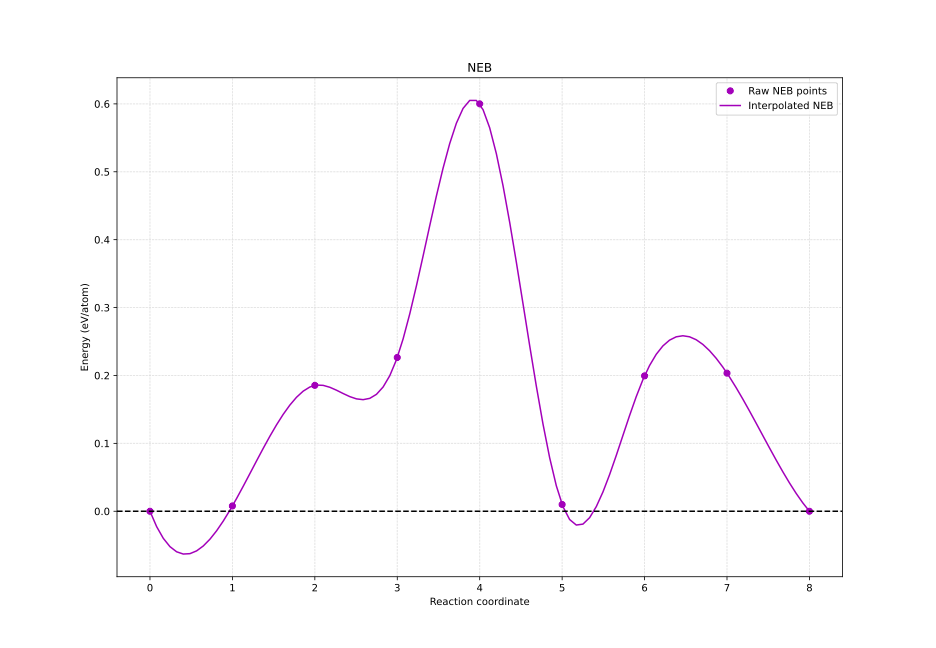 NEB
Raw NEB points
Interpolated NEB
Energy (eV/atom)
0.6
0.5
0.4
0.3
0.2
0.1
0.0
0 1 2 3 4 5 6 7 8
Reaction coordinate